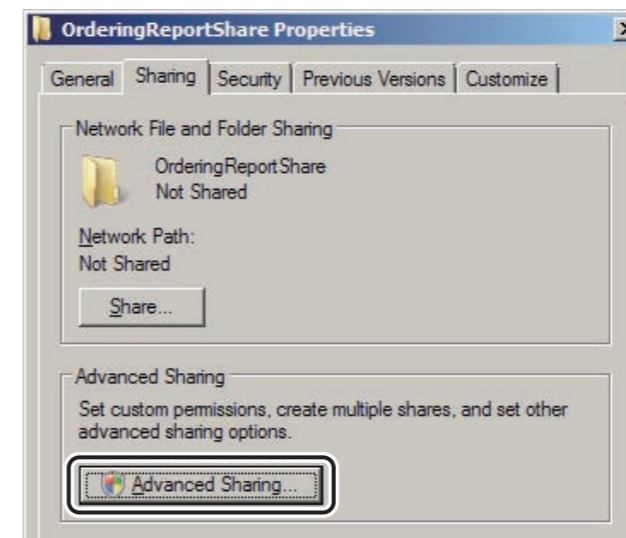 OrderingReportShare Properties
General Sharing Security Previous Versions Customize
Network File and Folder Sharing
OrderingReportShare
Not Shared
Network Path:
Not Shared
Share...
Advanced Sharing
Set custom permissions, create multiple shares, and set other
advanced sharing options.
Advanced Sharing...